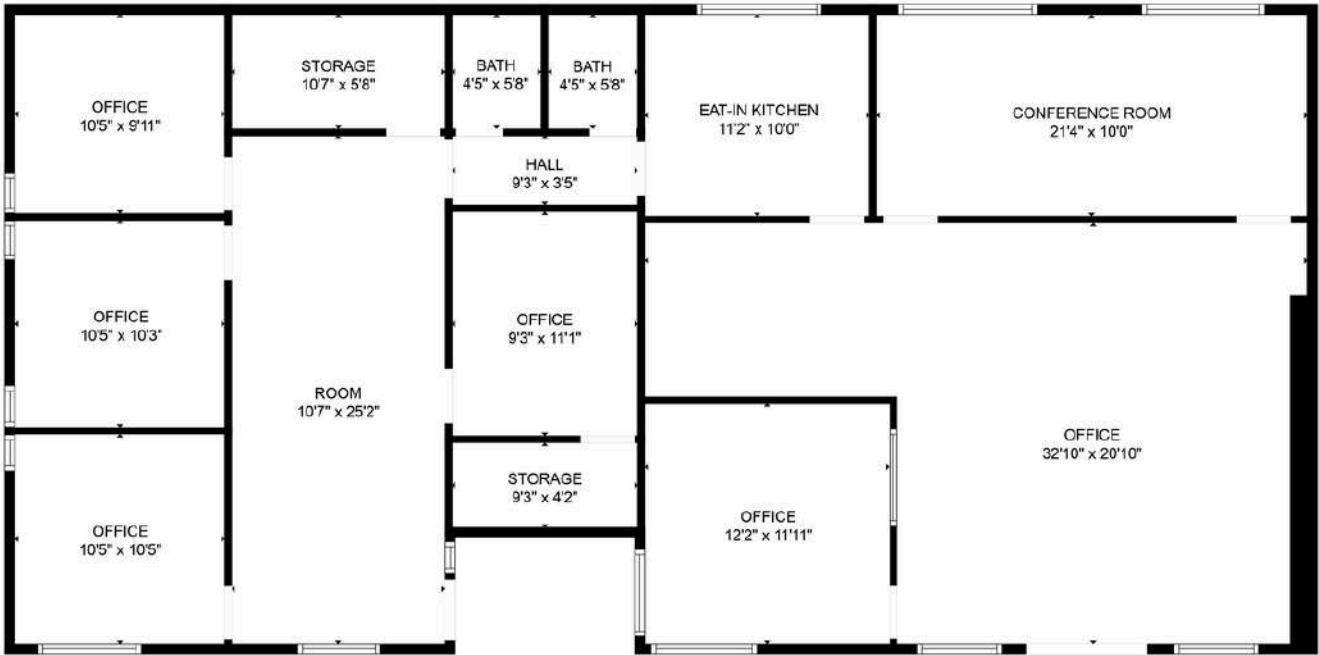 OFFICE
10'5" x 9'11"
STORAGE
10'7" x 5'8"
BATH
4'5" x 5'8"
BATH
4'5" x 5'8"
EAT-IN KITCHEN
11'2" x 10'0"
CONFERENCE ROOM
21'4" x 10'0"
HALL
9'3" x 3'5"
OFFICE
10'5" x 10'3"
OFFICE
9'3" x 11'1"
ROOM
10'7" x 25'2"
OFFICE
32'10" x 20'10"
STORAGE
9'3" x 4'2"
OFFICE
12'2" x 11'11"
OFFICE
10'5" x 10'5"